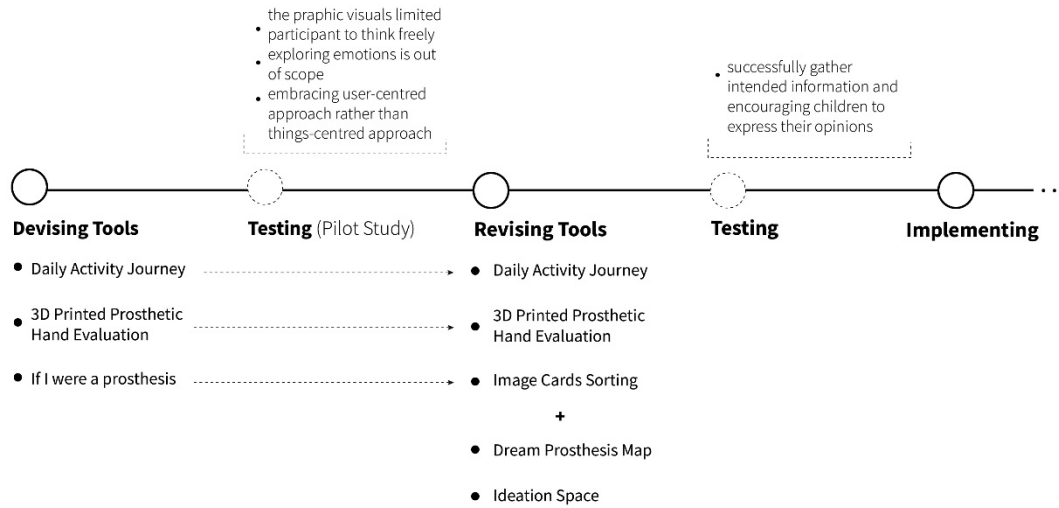 the praphic visuals limited
participant to think freely
exploring emotions is out
of scope
embracing user-centred
approach rather than
things-centred approach
successfully gather
intended information and
encouraging children to
express their opinions
Devising Tools
Testing (Pilot Study)
Revising Tools
Testing
Implementing
Daily Activity Journey
3D Printed Prosthetic
Hand Evaluation
If I were a prosthesis
Daily Activity Journey
3D Printed Prosthetic
Hand Evaluation
Image Cards Sorting
+
Dream Prosthesis Map
Ideation Space